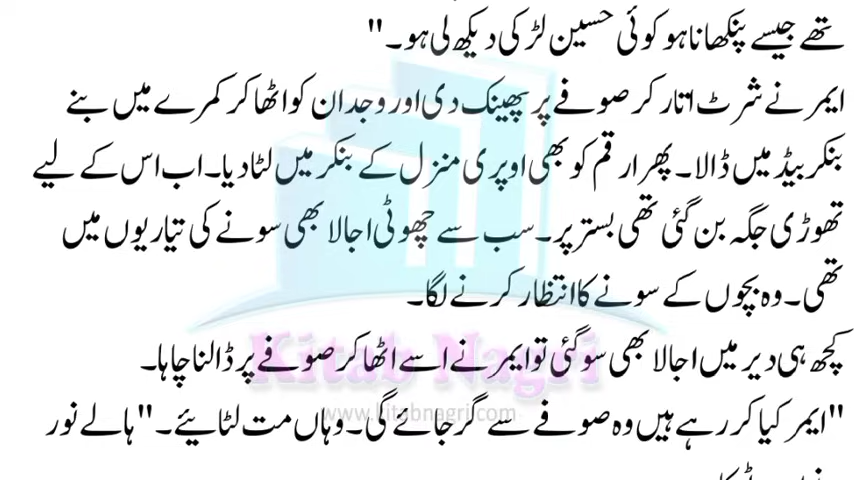 تھے جیسے پنکھا نا ہو کوئی حسین لڑکی دیکھ لی ہو۔"
ایمر نے شرٹ اتار کر صوفے پر پھینک دی اور وجدان کو اٹھا کر کمرے میں بنے
بنکر بیڈ میں ڈالا۔ پھر ارقم کو بھی اوپری منزل کے بنکر میں لٹا دیا۔ اب اس کے لیے
تھوڑی جگہ بن گئی تھی بستر پر۔ سب سے چھوٹی اجالا بھی سونے کی تیاریوں میں
تھی۔ وہ بچوں کے سونے کا انتظار کرنے لگا۔
کچھ ہی دیر میں اجالا بھی سو گئی تو ایمر نے اسے اٹھا کر صوفے پر ڈالنا چاہا۔
Kitab Nagri
"ایمر کیا کر رہے ہیں وہ صوفے سے گر جائے گی۔ وہاں مت لٹایئے۔" ہالے نور
www.kitabnagri.com